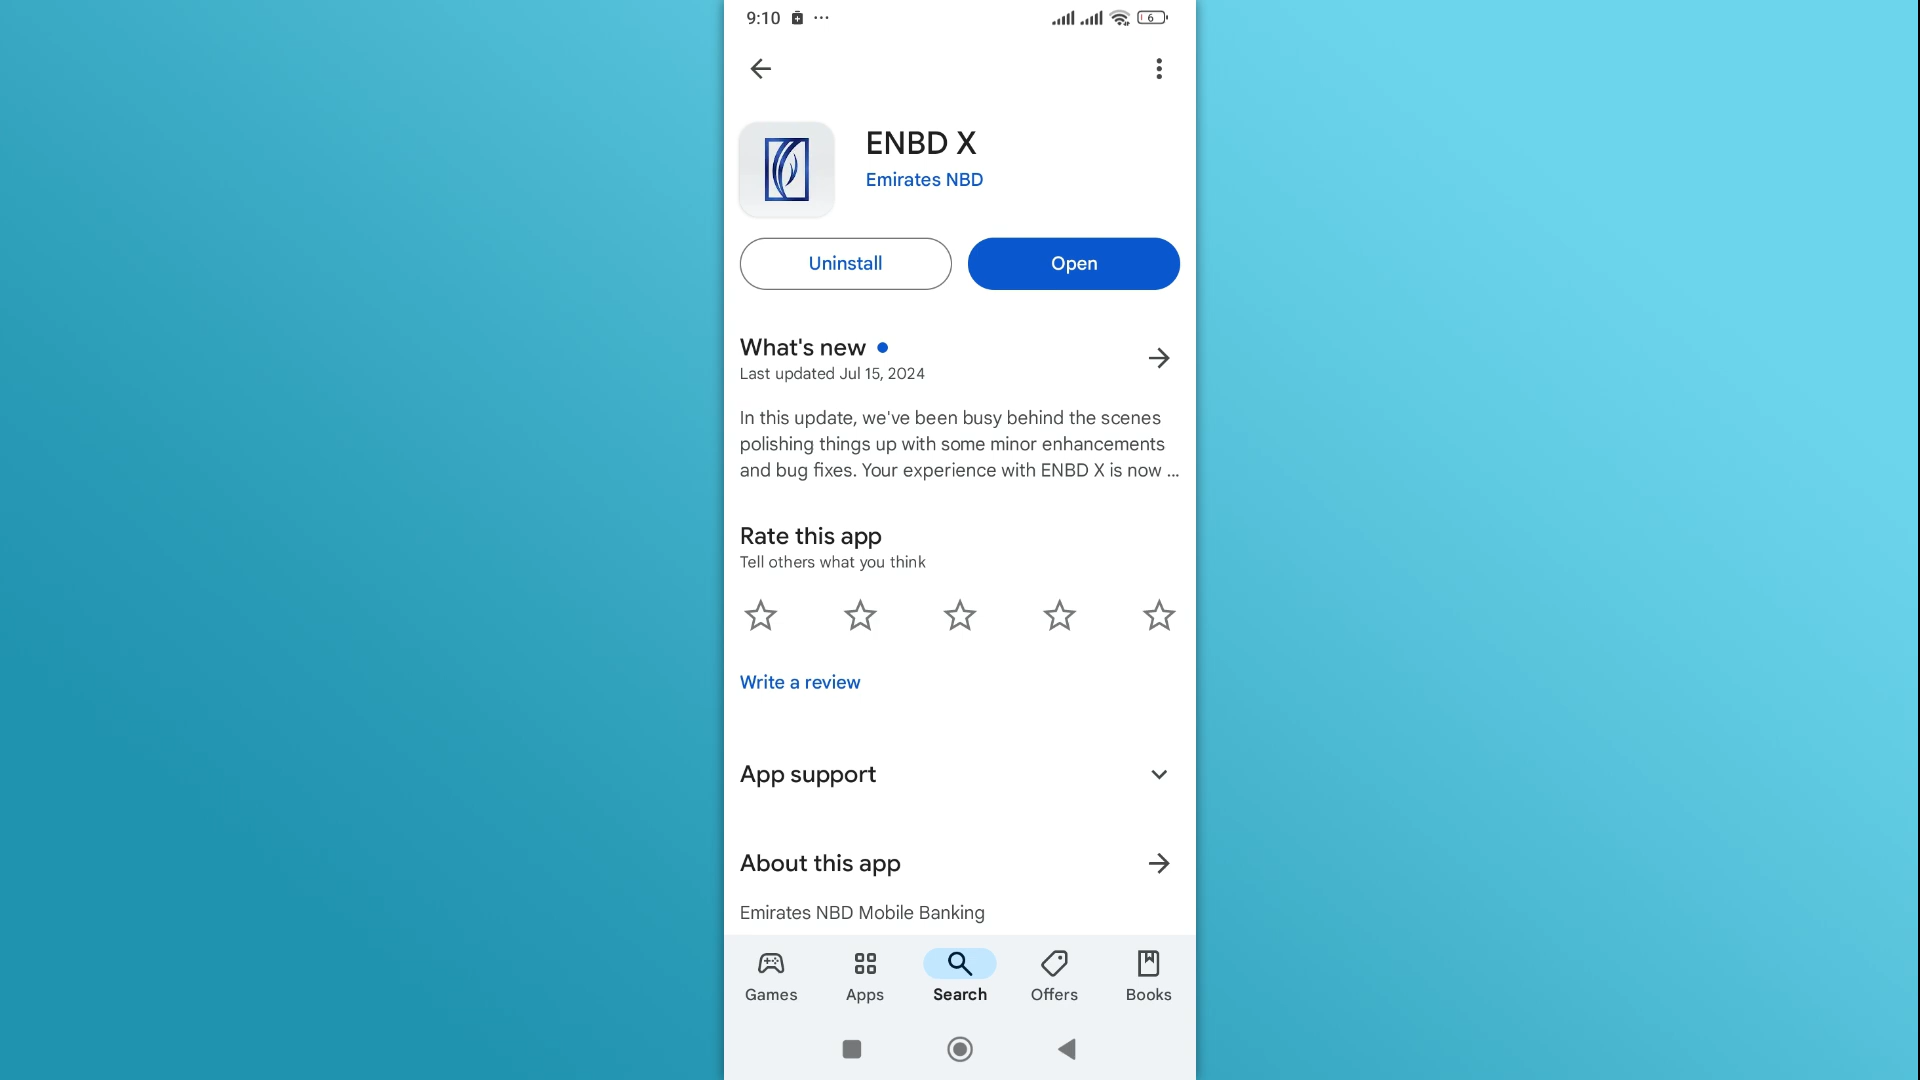 9:10
6
ENBD X
Emirates NBD
Uninstall
Open
What's new
Last updated Jul 15, 2024
In this update, we've been busy behind the scenes
polishing things up with some minor enhancements
and bug fixes. Your experience with ENBD X is now ...
Rate this app
Tell others what you think
Write a review
App support
About this app
Emirates NBD Mobile Banking
Games
Apps
Search
Offers
Books